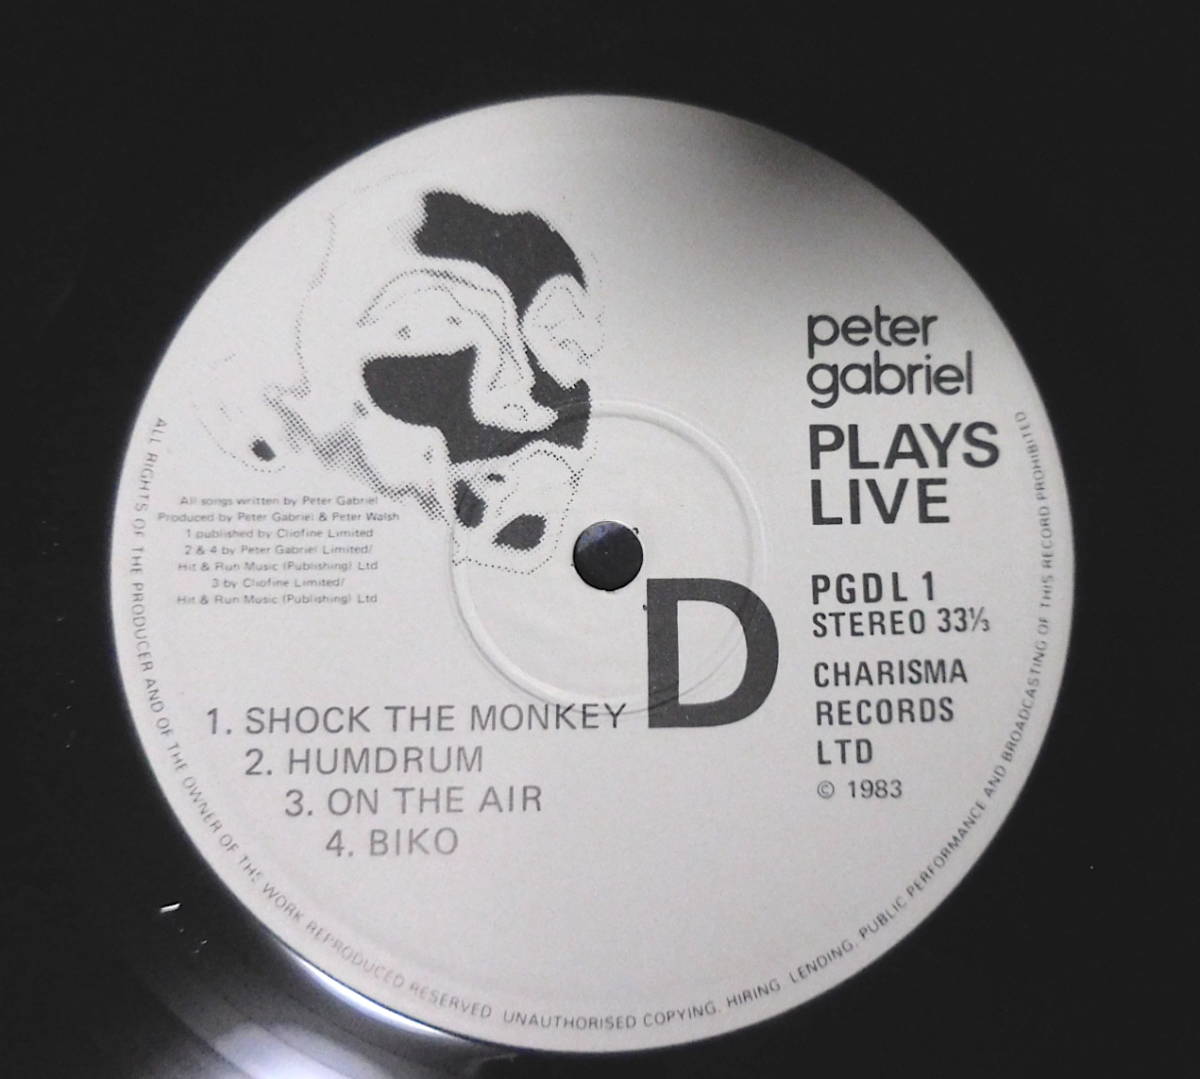 peter
gabriel
PLAYS
LIVE
PGDL 1
STEREO 33⅓
CHARISMA
RECORDS
LTD
© 1983
D
All songs written by Peter Gabriel
Produced by Peter Gabriel & Peter Walsh
1 published by Cliofine Limited
2 & 4 by Peter Gabriel Limited/
Hit & Run Music (Publishing) Ltd
3 by Cliofine Limited/
Hit & Run Music (Publishing) Ltd
1. SHOCK THE MONKEY
2. HUMDRUM
3. ON THE AIR
4. BIKO
ALL RIGHTS OF THE PRODUCER AND OF THE OWNER OF THE WORK REPRODUCED RESERVED UNAUTHORISED COPYING, HIRING, LENDING, PUBLIC PERFORMANCE AND BROADCASTING OF THIS RECORD PROHIBITED